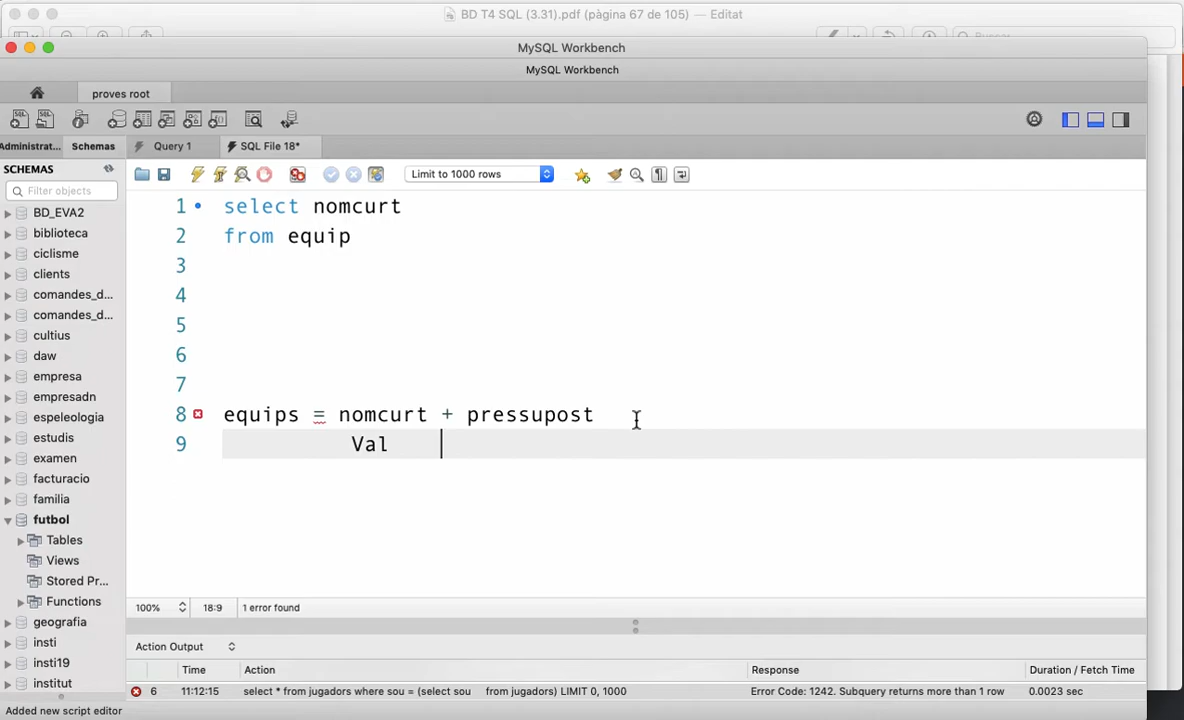 BD T4 SQL (3.31).pdf (pàgina 67 de 105) — Editat
Buscar
MySQL Workbench
MySQL Workbench
proves root
Administrat...
Schemas
Query 1
SQL File 18*
SCHEMAS
Filter objects
Limit to 1000 rows
BD_EVA2
biblioteca
ciclisme
clients
comandes_d...
comandes_d...
cultius
daw
empresa
empresadn
espeleologia
estudis
examen
facturacio
familia
futbol
Tables
Views
Stored Pr...
Functions
geografia
insti
insti19
institut
1 select nomcurt
2 from equip
3
4
5
6
7
8 equips = nomcurt + pressupost
9 Val
100% 18:9 1 error found
Action Output
Time Action Response Duration / Fetch Time
6 11:12:15 select * from jugadors where sou = (select sou from jugadors) LIMIT 0, 1000 Error Code: 1242. Subquery returns more than 1 row 0.0023 sec
Added new script editor